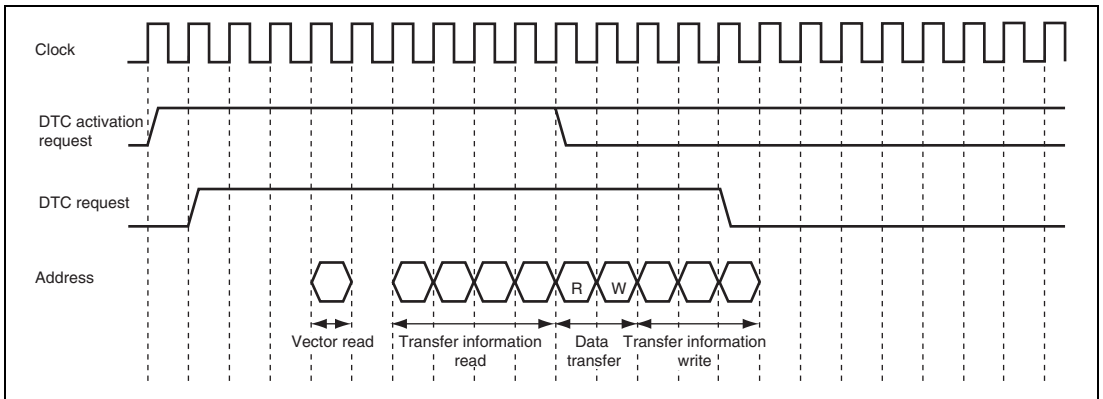 Clock
DTC activation
request
DTC request
Address
R W
Vector read Transfer information Data Transfer information
read transfer write